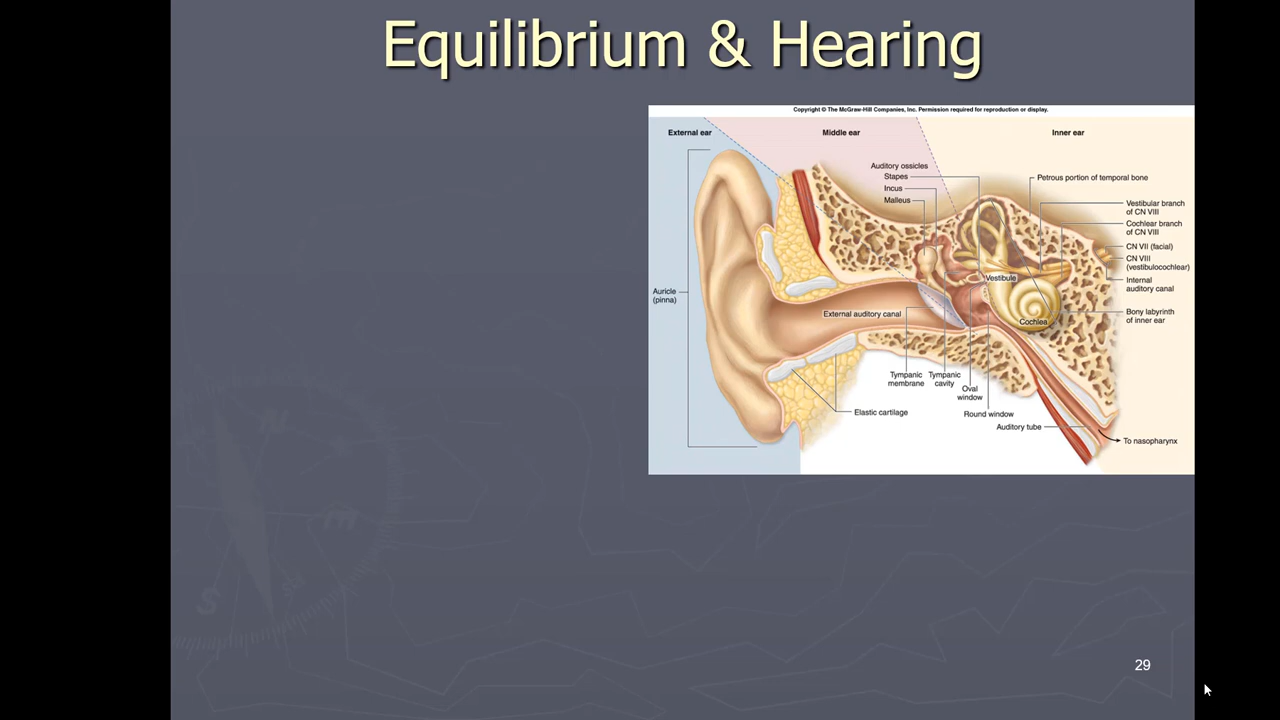 Equilibrium & Hearing
Copyright © The McGraw-Hill Companies, Inc. Permission required for reproduction or display.
External ear
Middle ear
Inner ear
Auditory ossicles
Stapes
Incus
Malleus
Petrous portion of temporal bone
Vestibular branch
of CN VIII
Cochlear branch
of CN VIII
CN VII (facial)
CN VIII
(vestibulocochlear)
Internal
auditory canal
Bony labyrinth
of inner ear
Vestibule
Cochlea
Auricle
(pinna)
External auditory canal
Tympanic
membrane
Tympanic
cavity
Oval
window
Round window
Elastic cartilage
Auditory tube
To nasopharynx
S
29